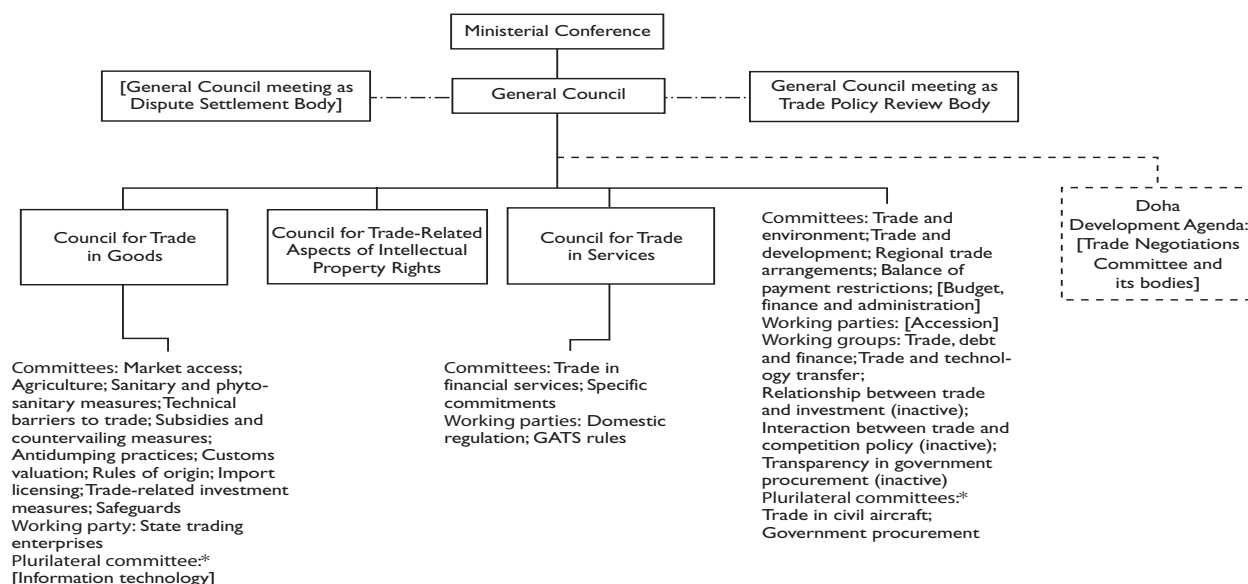 Ministerial Conference
[General Council meeting as
Dispute Settlement Body]
General Council
General Council meeting as
Trade Policy Review Body
Council for Trade
in Goods
Council for Trade-Related
Aspects of Intellectual
Property Rights
Council for Trade
in Services
Committees: Trade and
environment; Trade and
development; Regional trade
arrangements; Balance of
payment restrictions; [Budget,
finance and administration]
Working parties: [Accession]
Working groups: Trade, debt
and finance; Trade and technol-
ogy transfer;
Relationship between trade
and investment (inactive);
Interaction between trade and
competition policy (inactive);
Transparency in government
procurement (inactive)
Plurilateral committees:*
Trade in civil aircraft;
Government procurement
Doha
Development Agenda:
[Trade Negotiations
Committee and
its bodies]
Committees: Market access;
Agriculture; Sanitary and phyto-
sanitary measures; Technical
barriers to trade; Subsidies and
countervailing measures;
Antidumping practices; Customs
valuation; Rules of origin; Import
licensing; Trade-related investment
measures; Safeguards
Working party: State trading
enterprises
Plurilateral committee:*
[Information technology]
Committees: Trade in
financial services; Specific
commitments
Working parties: Domestic
regulation; GATS rules